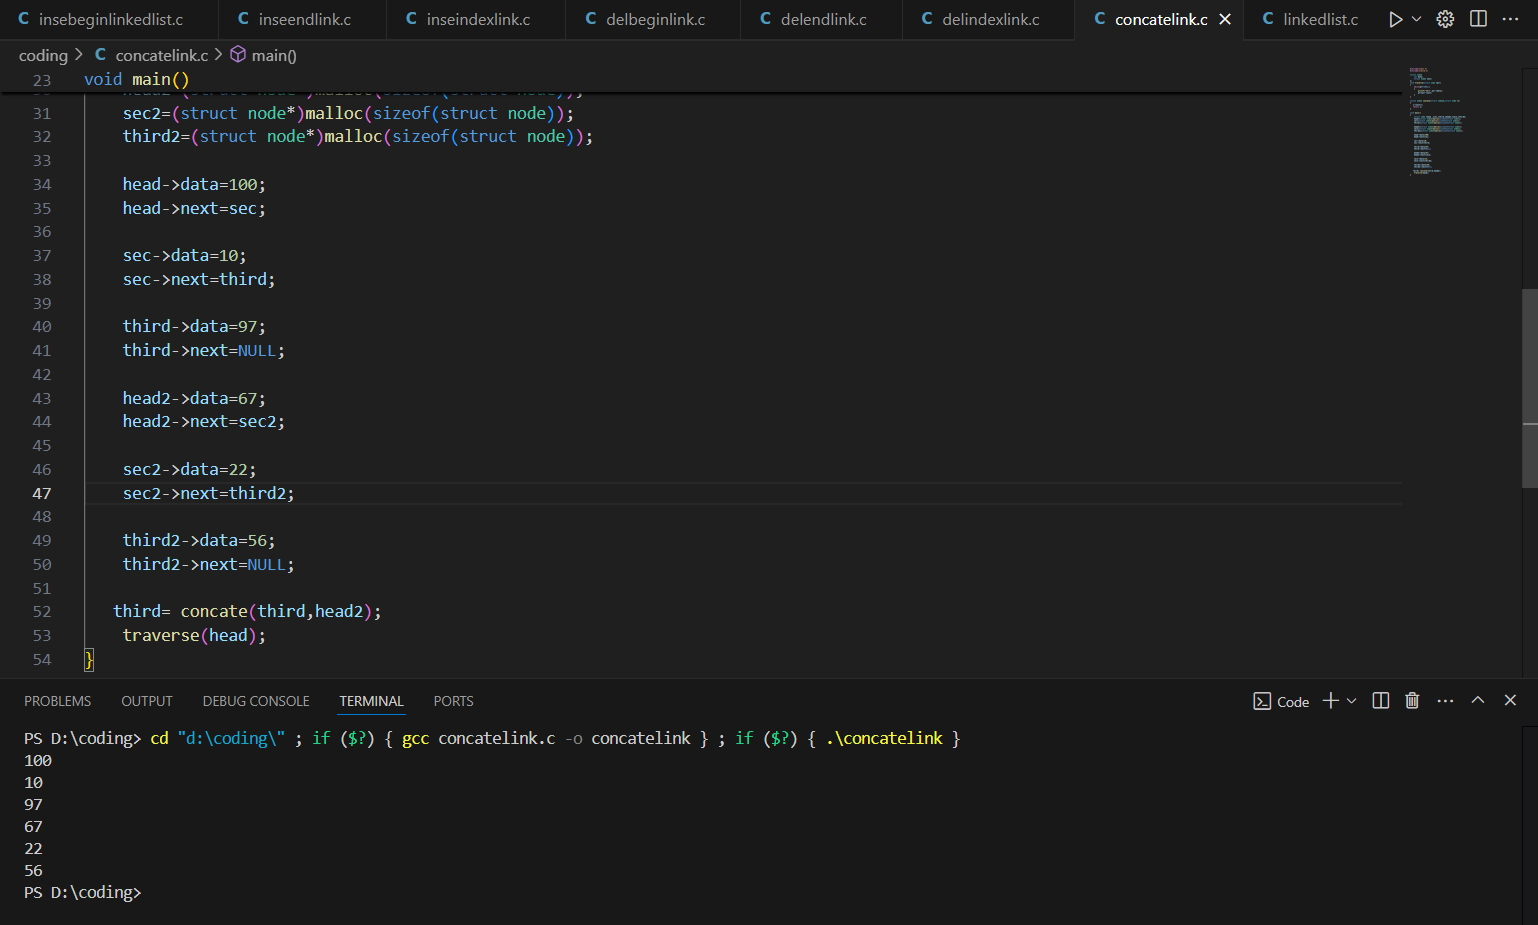 insebeginlinkedlist.c inseendlink.c inseindexlink.c delbeginlink.c delendlink.c delindexlink.c concatelink.c linkedlist.c
coding > concatelink.c > main()
23 void main()
31 sec2=(struct node*)malloc(sizeof(struct node));
32 third2=(struct node*)malloc(sizeof(struct node));
33
34 head->data=100;
35 head->next=sec;
36
37 sec->data=10;
38 sec->next=third;
39
40 third->data=97;
41 third->next=NULL;
42
43 head2->data=67;
44 head2->next=sec2;
45
46 sec2->data=22;
47 sec2->next=third2;
48
49 third2->data=56;
50 third2->next=NULL;
51
52 third= concate(third,head2);
53 traverse(head);
54 }
PROBLEMS OUTPUT DEBUG CONSOLE TERMINAL PORTS Code
PS D:\coding> cd "d:\coding\" ; if ($?) { gcc concatelink.c -o concatelink } ; if ($?) { .\concatelink }
100
10
97
67
22
56
PS D:\coding>